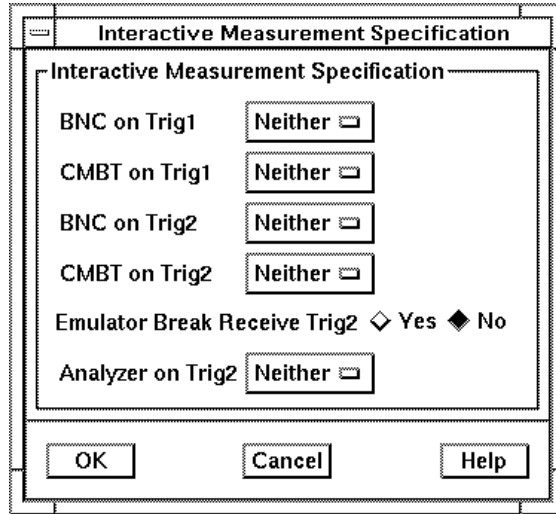 Interactive Measurement Specification
Interactive Measurement Specification
BNC on Trig1 Neither
CMBT on Trig1 Neither
BNC on Trig2 Neither
CMBT on Trig2 Neither
Emulator Break Receive Trig2 Yes No
Analyzer on Trig2 Neither
OK Cancel Help